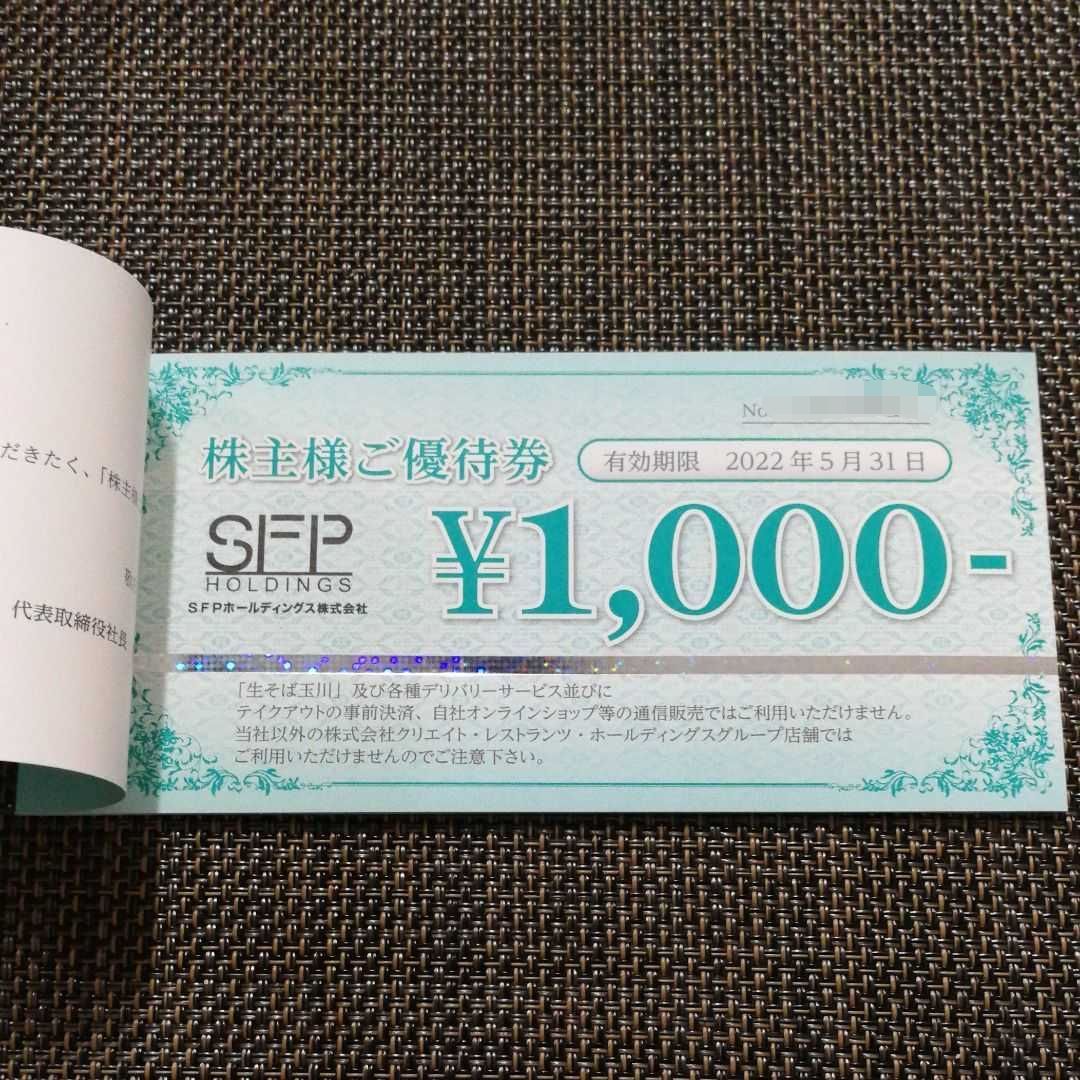 だきたく、「株主様
代表取締役社長
No
株主様ご優待券
有効期限 2022年5月31日
SFP
HOLDINGS
SFPホールディングス株式会社
¥1,000-
「生そば玉川」及び各種デリバリーサービス並びに
テイクアウトの事前決済、自社オンラインショップ等の通信販売ではご利用いただけません。
当社以外の株式会社クリエイト・レストランツ・ホールディングスグループ店舗では
ご利用いただけませんのでご注意下さい。